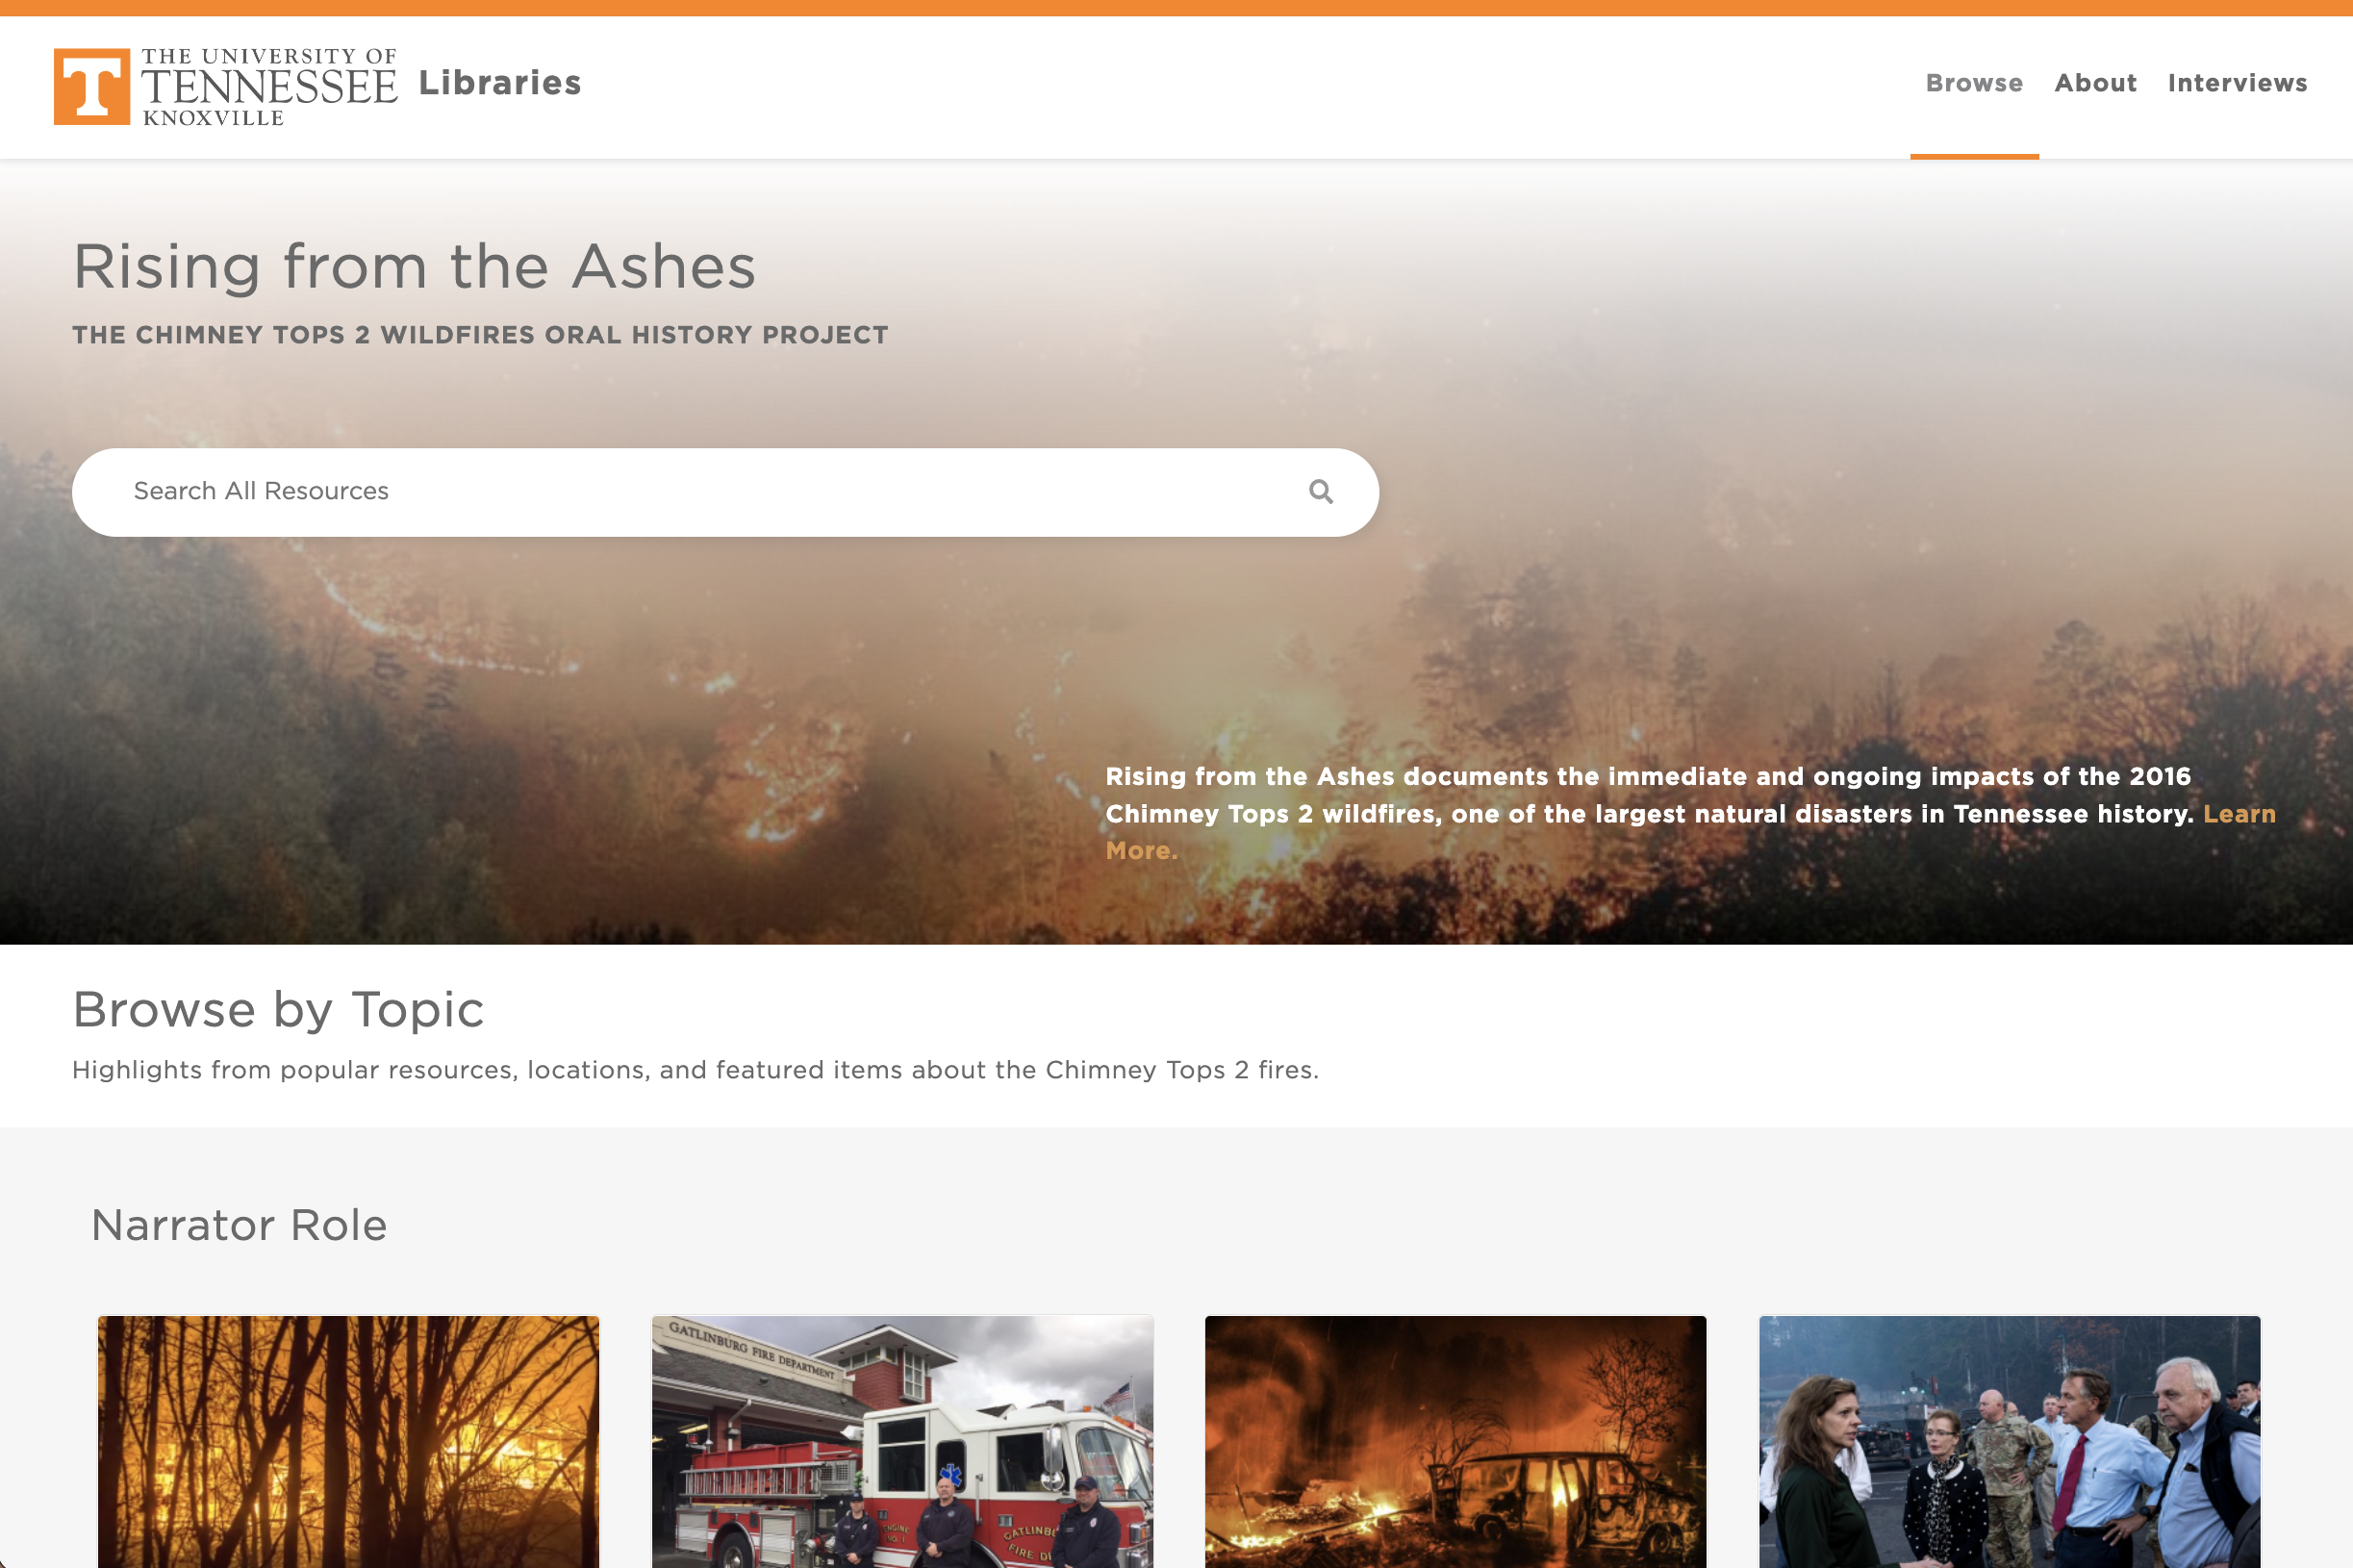 THE UNIVERSITY OF
TENNESSEE
KNOXVILLE
Libraries
Browse
About
Interviews
Rising from the Ashes
THE CHIMNEY TOPS 2 WILDFIRES ORAL HISTORY PROJECT
Search All Resources
Rising from the Ashes documents the immediate and ongoing impacts of the 2016
Chimney Tops 2 wildfires, one of the largest natural disasters in Tennessee history. Learn
More.
Browse by Topic
Highlights from popular resources, locations, and featured items about the Chimney Tops 2 fires.
Narrator Role
GATLINBURG FIRE DEPARTMENT
ENGINE
NO. 1
FIRE